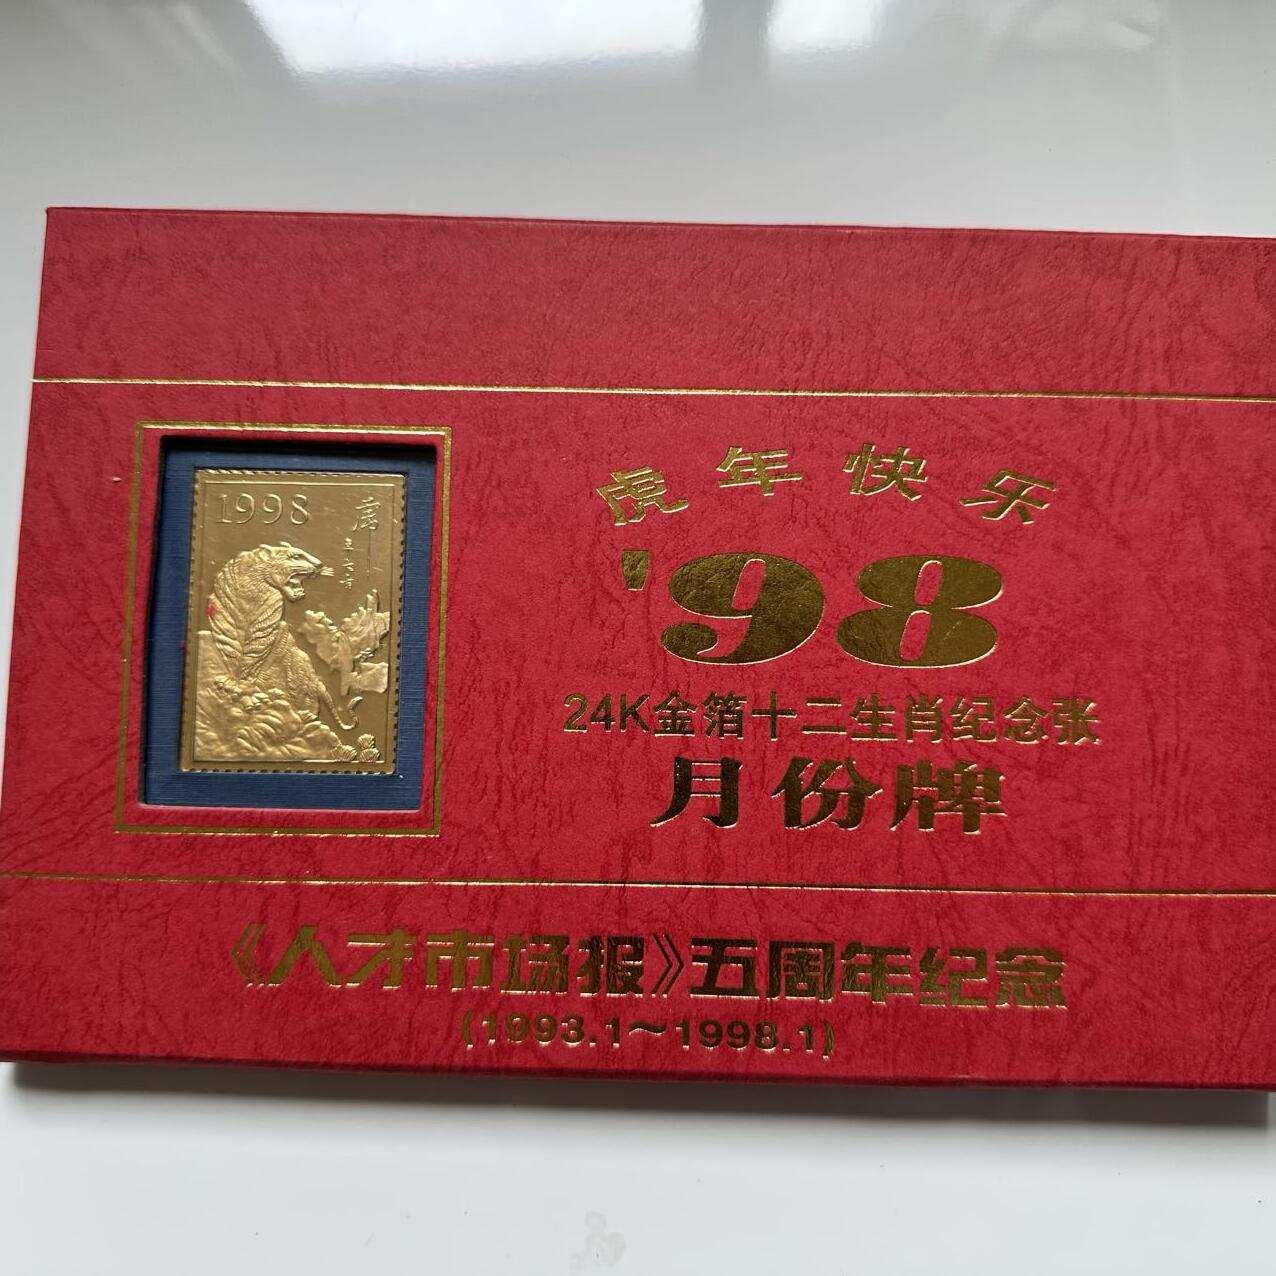 1998
虎年快乐
'98
24K金箔十二生肖纪念张
月份牌
《人才市场报》五周年纪念
(1993.1～1998.1)